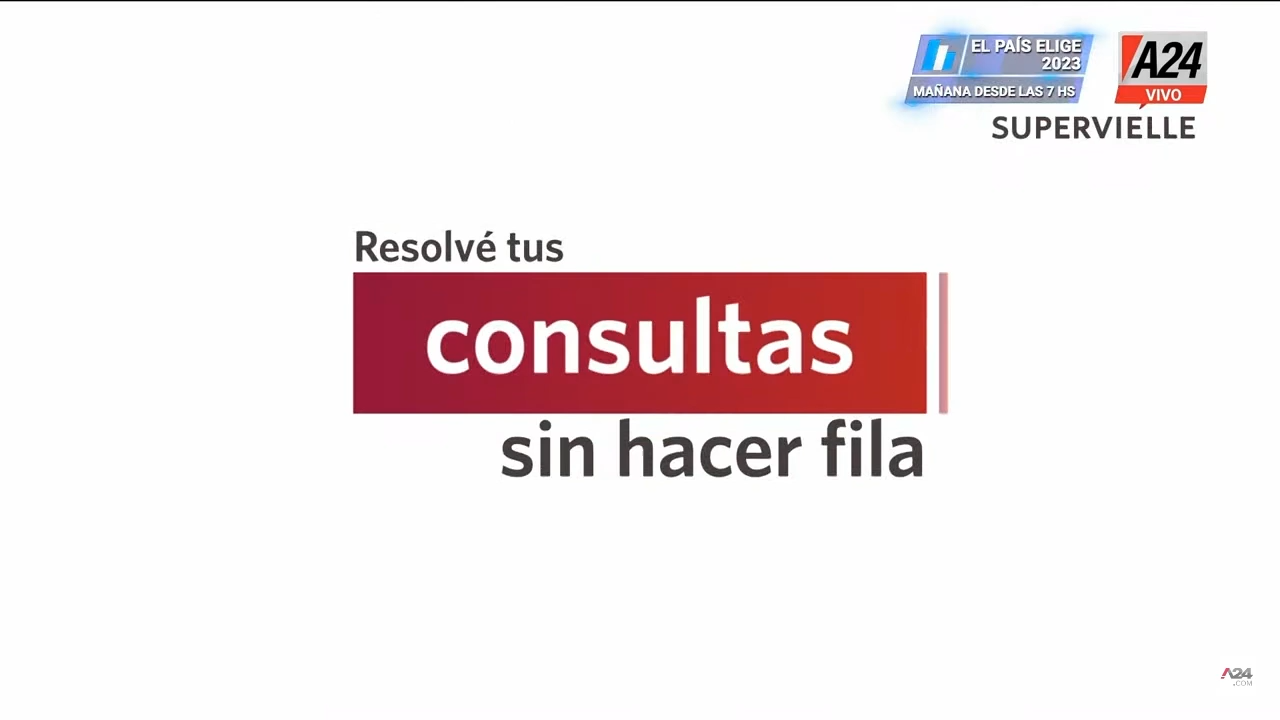 EL PAÍS ELIGE
2023
MAÑANA DESDE LAS 7 HS
A24
VIVO
SUPERVIELLE
Resolvé tus
consultas
sin hacer fila
A24
.COM